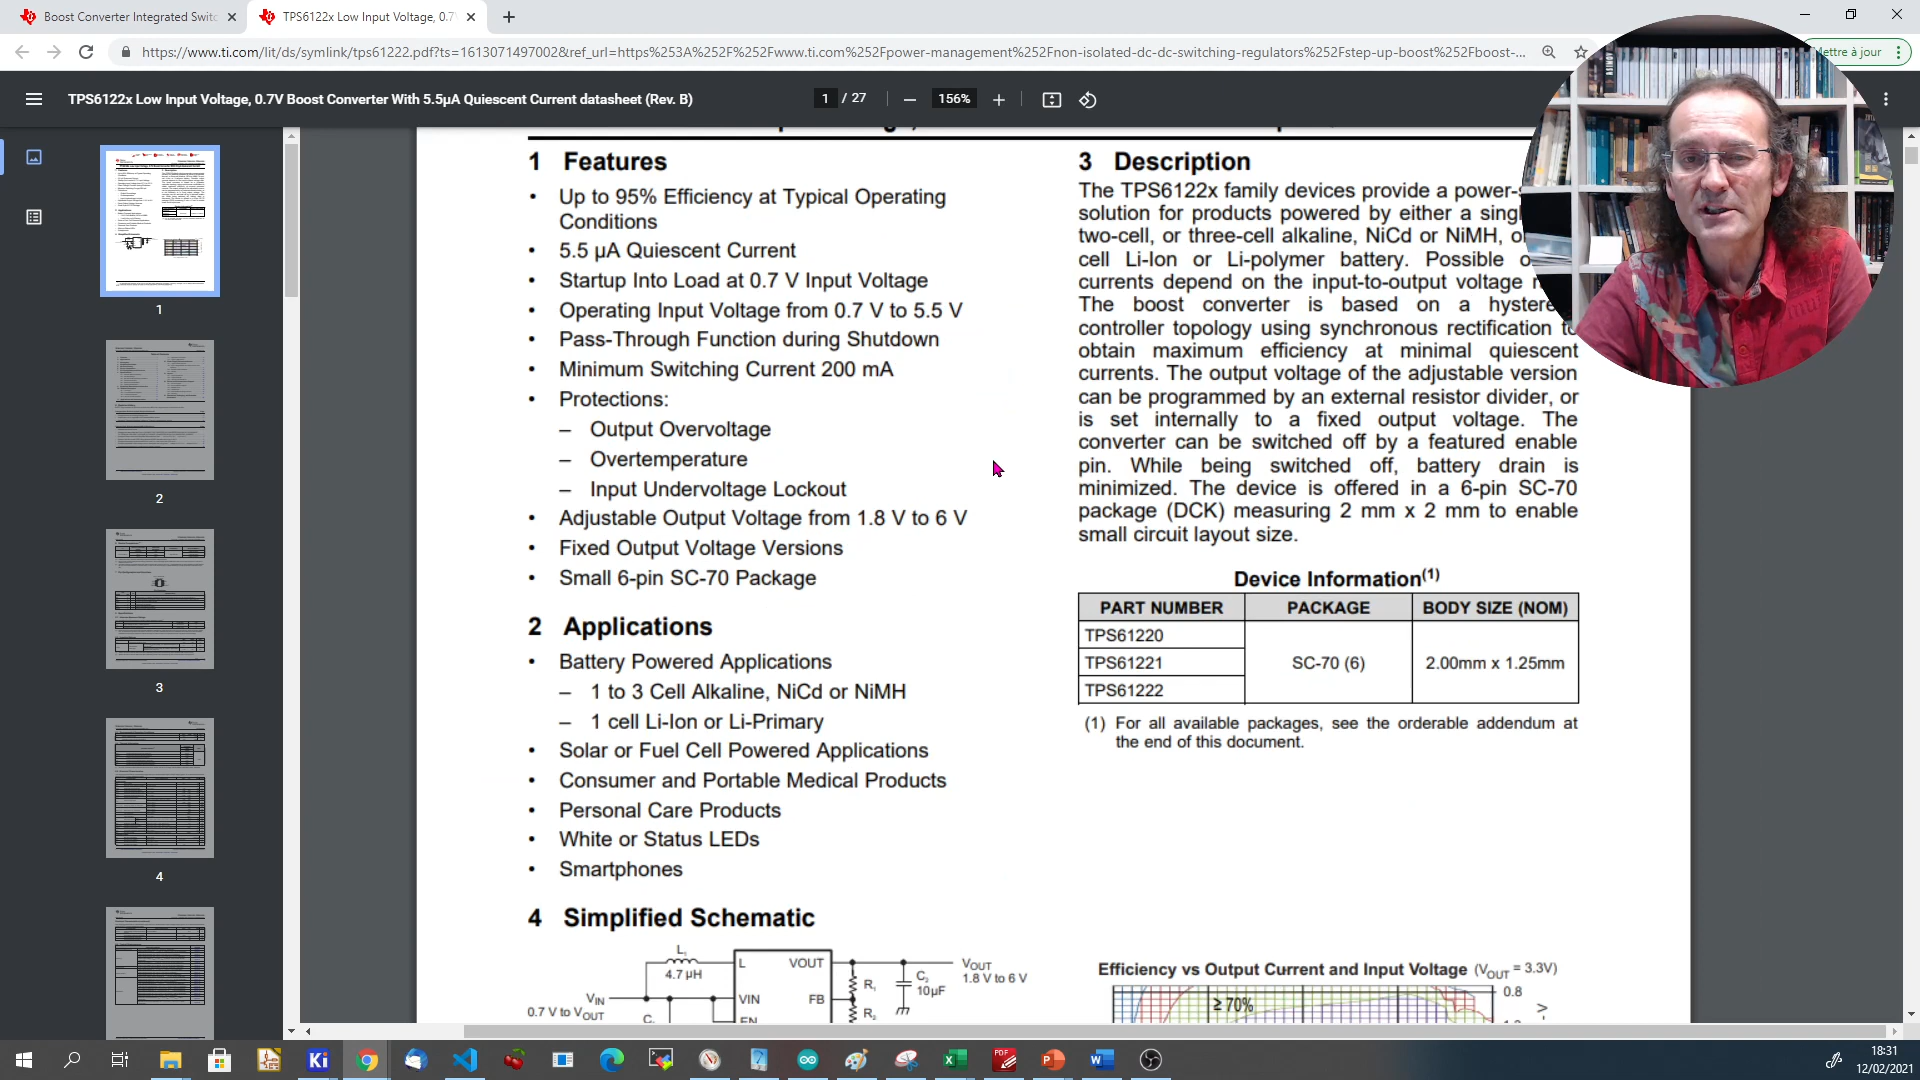 Boost Converter Integrated Switc
TPS6122x Low Input Voltage, 0.7V
https://www.ti.com/lit/ds/symlink/tps61222.pdf?ts=1613071497002&ref_url=https%253A%252F%252Fwww.ti.com%252Fpower-management%252Fnon-isolated-dc-dc-switching-regulators%252Fstep-up-boost%252Fboost-...
Mettre à jour
TPS6122x Low Input Voltage, 0.7V Boost Converter With 5.5μA Quiescent Current datasheet (Rev. B)
1 / 27
156%
1 Features
• Up to 95% Efficiency at Typical Operating
Conditions
• 5.5 μA Quiescent Current
• Startup Into Load at 0.7 V Input Voltage
• Operating Input Voltage from 0.7 V to 5.5 V
• Pass-Through Function during Shutdown
• Minimum Switching Current 200 mA
• Protections:
– Output Overvoltage
– Overtemperature
– Input Undervoltage Lockout
• Adjustable Output Voltage from 1.8 V to 6 V
• Fixed Output Voltage Versions
• Small 6-pin SC-70 Package
2 Applications
• Battery Powered Applications
– 1 to 3 Cell Alkaline, NiCd or NiMH
– 1 cell Li-Ion or Li-Primary
• Solar or Fuel Cell Powered Applications
• Consumer and Portable Medical Products
• Personal Care Products
• White or Status LEDs
• Smartphones
4 Simplified Schematic
L
4.7 μH
L
VOUT
VIN
0.7 V to VOUT
C
VIN
EN
FB
R1
R2
C2
10μF
VOUT
1.8 V to 6 V
3 Description
The TPS6122x family devices provide a power-
solution for products powered by either a sing
two-cell, or three-cell alkaline, NiCd or NiMH, o
cell Li-Ion or Li-polymer battery. Possible o
currents depend on the input-to-output voltage
The boost converter is based on a hystere
controller topology using synchronous rectification to
obtain maximum efficiency at minimal quiescent
currents. The output voltage of the adjustable version
can be programmed by an external resistor divider, or
is set internally to a fixed output voltage. The
converter can be switched off by a featured enable
pin. While being switched off, battery drain is
minimized. The device is offered in a 6-pin SC-70
package (DCK) measuring 2 mm x 2 mm to enable
small circuit layout size.
Device Information(1)
PART NUMBER PACKAGE BODY SIZE (NOM)
TPS61220
TPS61221 SC-70 (6) 2.00mm x 1.25mm
TPS61222
(1) For all available packages, see the orderable addendum at
the end of this document.
Efficiency vs Output Current and Input Voltage (VOUT = 3.3V)
≥ 70%
0.8
1
2
3
4
18:31
12/02/2021